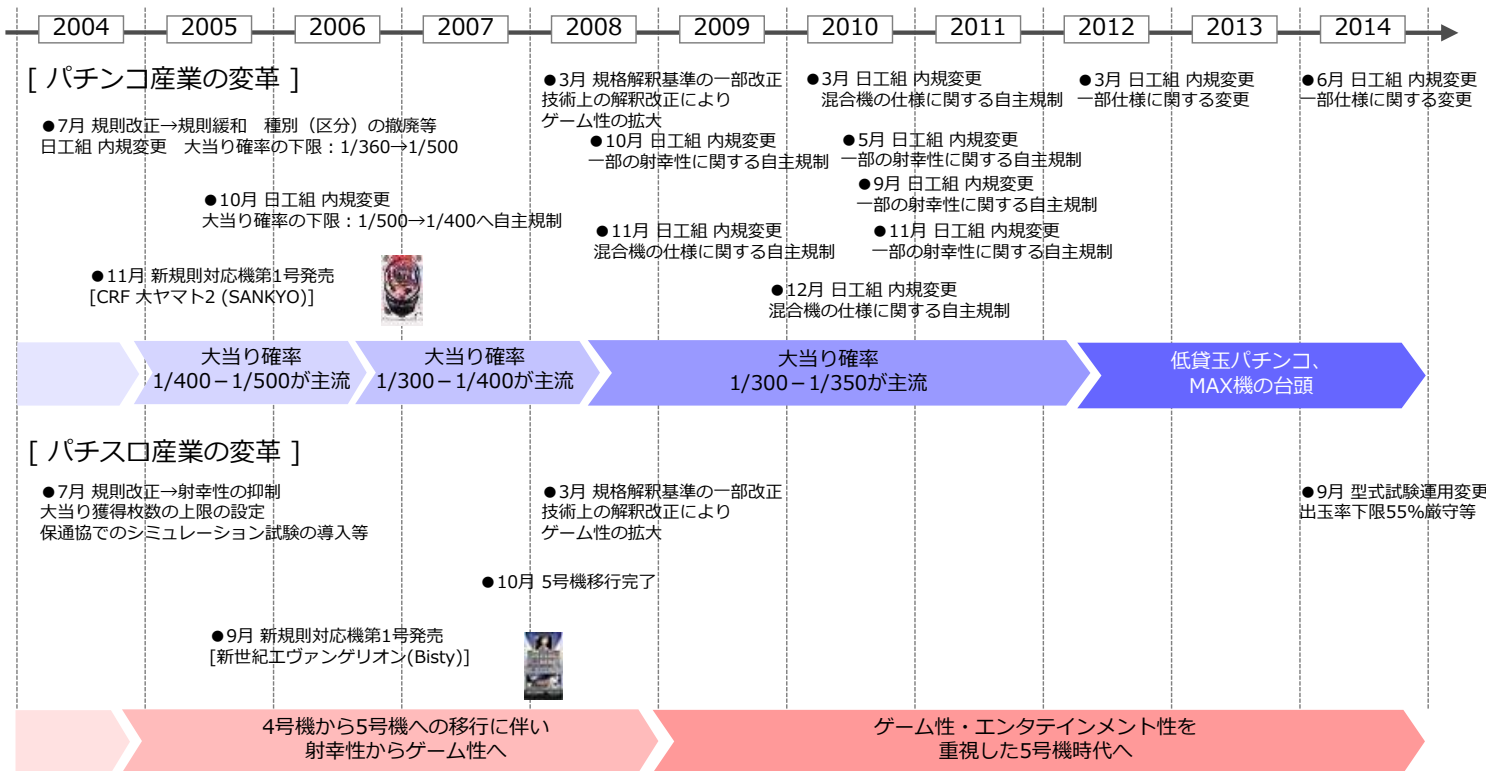 2004 2005 2006 2007 2008 2009 2010 2011 2012 2013 2014
[ パチンコ産業の変革 ]
●7月 規則改正→規則緩和　種別（区分）の撤廃等
日工組 内規変更　大当り確率の下限：1/360→1/500
●10月 日工組 内規変更
大当り確率の下限：1/500→1/400へ自主規制
●11月 新規則対応機第1号発売
[CRF 大ヤマト2 (SANKYO)]
●3月 規格解釈基準の一部改正
技術上の解釈改正により
ゲーム性の拡大
●10月 日工組 内規変更
一部の射幸性に関する自主規制
●11月 日工組 内規変更
混合機の仕様に関する自主規制
●12月 日工組 内規変更
混合機の仕様に関する自主規制
●3月 日工組 内規変更
混合機の仕様に関する自主規制
●5月 日工組 内規変更
一部の射幸性に関する自主規制
●9月 日工組 内規変更
一部の射幸性に関する自主規制
●11月 日工組 内規変更
一部の射幸性に関する自主規制
●3月 日工組 内規変更
一部仕様に関する変更
●6月 日工組 内規変更
一部仕様に関する変更
大当り確率
1/400－1/500が主流
大当り確率
1/300－1/400が主流
大当り確率
1/300－1/350が主流
低貸玉パチンコ、
MAX機の台頭
[ パチスロ産業の変革 ]
●7月 規則改正→射幸性の抑制
大当り獲得枚数の上限の設定
保通協でのシミュレーション試験の導入等
●3月 規格解釈基準の一部改正
技術上の解釈改正により
ゲーム性の拡大
●9月 型式試験運用変更
出玉率下限55%厳守等
●10月 5号機移行完了
●9月 新規則対応機第1号発売
[新世紀エヴァンゲリオン(Bisty)]
4号機から5号機への移行に伴い
射幸性からゲーム性へ
ゲーム性・エンタテインメント性を
重視した5号機時代へ